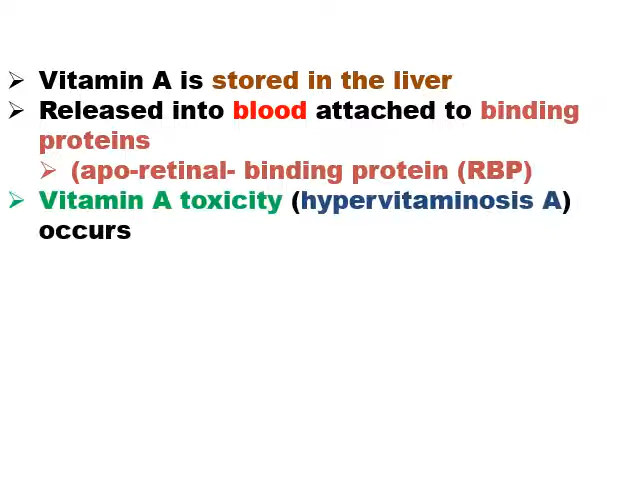 ➢ Vitamin A is stored in the liver
➢ Released into blood attached to binding
proteins
➢ (apo-retinal- binding protein (RBP)
➢ Vitamin A toxicity (hypervitaminosis A)
occurs